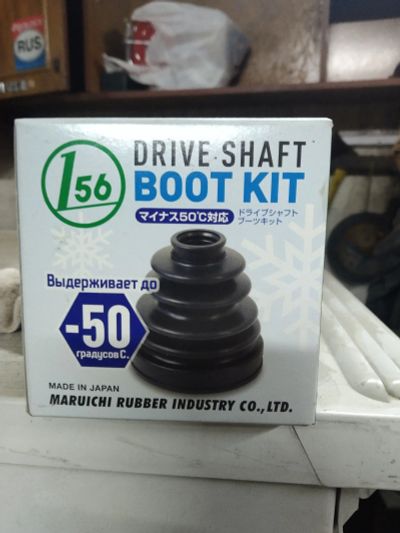 RUS
156
DRIVE SHAFT
BOOT KIT
マイナス50℃対応
ドライブシャフト
ブーツキット
Выдерживает до
-50
градусов С.
MADE IN JAPAN
MARUICHI RUBBER INDUSTRY CO.,LTD.